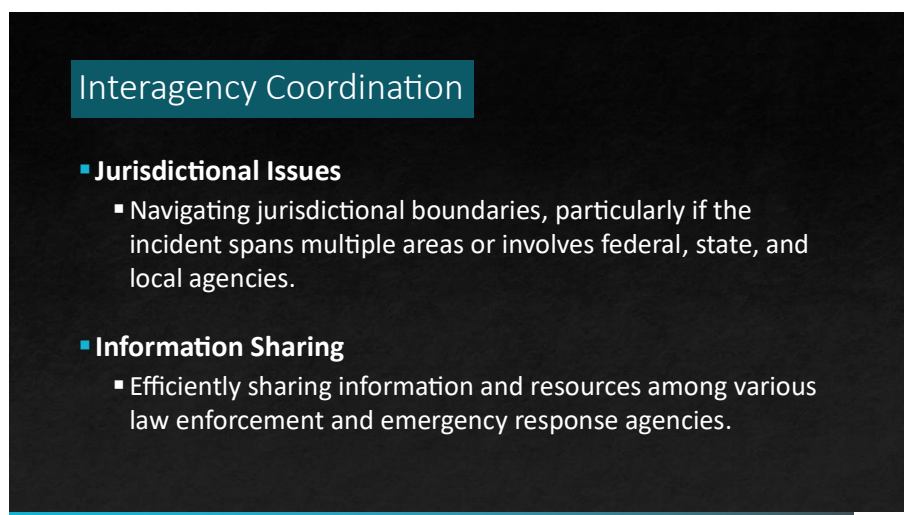 Interagency Coordination
▪ Jurisdictional Issues
▪ Navigating jurisdictional boundaries, particularly if the
incident spans multiple areas or involves federal, state, and
local agencies.
▪ Information Sharing
▪ Efficiently sharing information and resources among various
law enforcement and emergency response agencies.